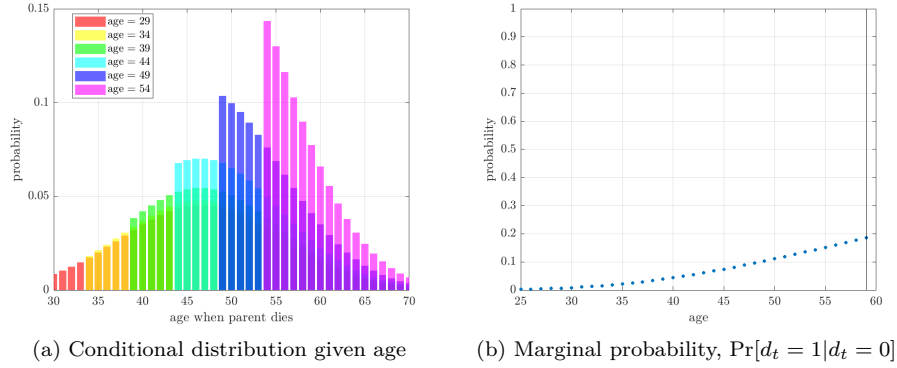 0.15
0.1
0.05
0
probability
age = 29
age = 34
age = 39
age = 44
age = 49
age = 54
30 35 40 45 50 55 60 65 70
age when parent dies
(a) Conditional distribution given age
1
0.9
0.8
0.7
0.6
0.5
0.4
0.3
0.2
0.1
0
probability
25 30 35 40 45 50 55 60
age
(b) Marginal probability, Pr[d_t = 1|d_t = 0]